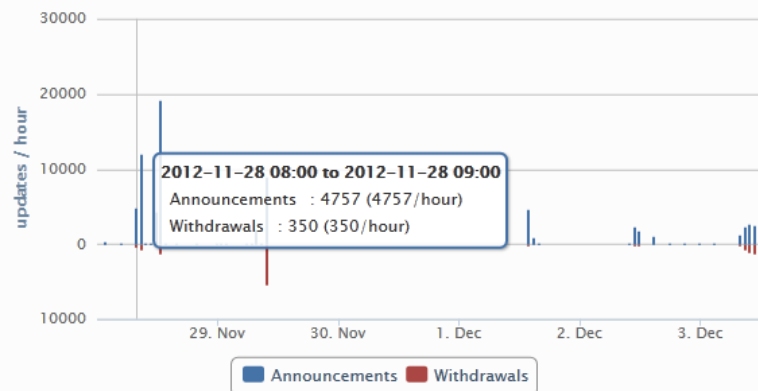 30000
20000
10000
0
10000
updates / hour
2012-11-28 08:00 to 2012-11-28 09:00
Announcements : 4757 (4757/hour)
Withdrawals : 350 (350/hour)
29. Nov 30. Nov 1. Dec 2. Dec 3. Dec
Announcements Withdrawals